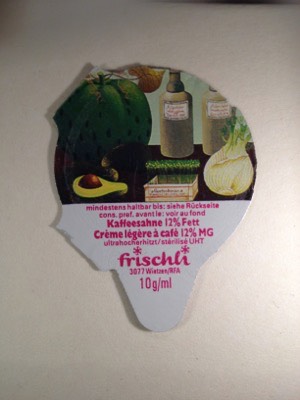 mindestens haltbar bis: siehe Rückseite
cons. pref. avant le: voir au fond
Kaffeesahne 12% Fett
Crème légère à café 12% MG
ultrahocherhitzt/stérilisé UHT
frischli
3077 Wietzen/RFA
10g/ml